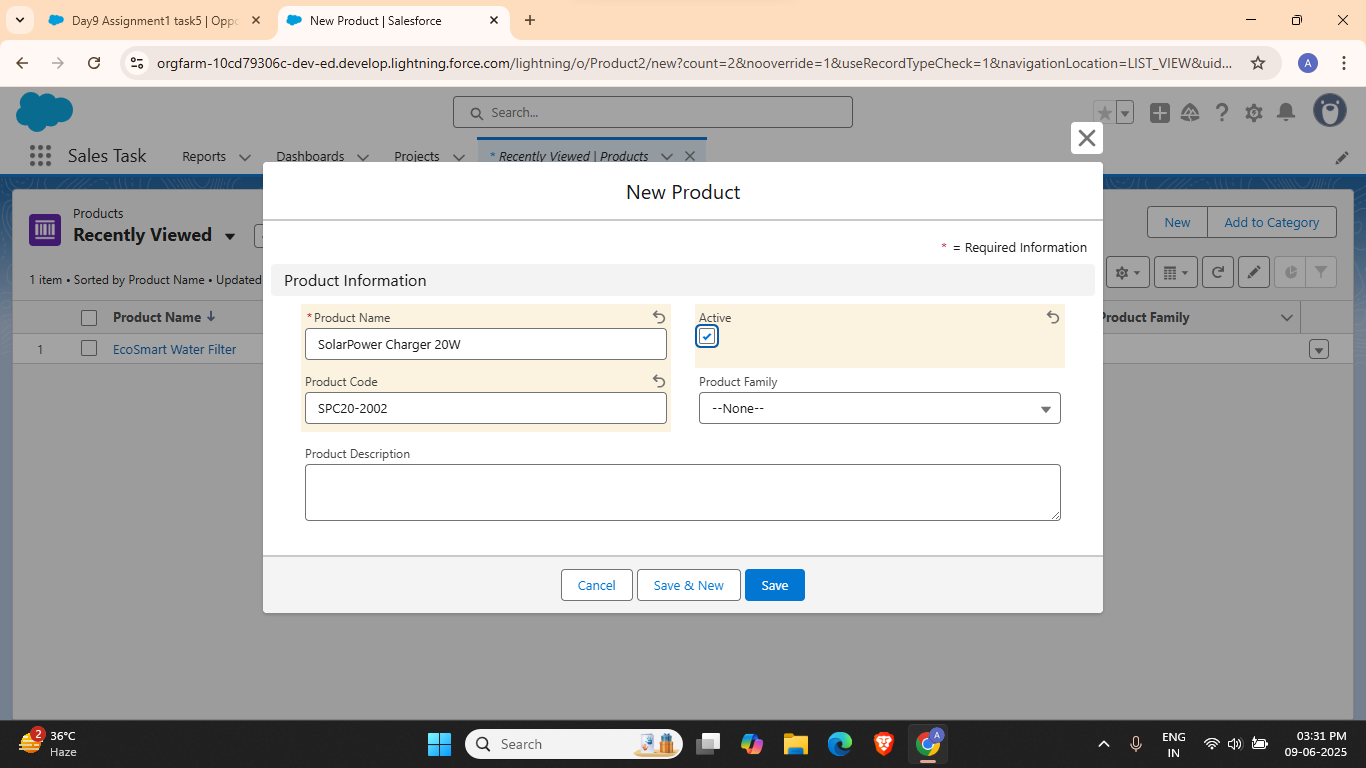 Day9 Assignment1 task5 | Oppo
New Product | Salesforce
orgfarm-10cd79306c-dev-ed.develop.lightning.force.com/lightning/o/Product2/new?count=2&nooverride=1&useRecordTypeCheck=1&navigationLocation=LIST_VIEW&uid...
A
Search...
Sales Task
Reports
Dashboards
Projects
* Recently Viewed | Products
New Product
Products
Recently Viewed
New
Add to Category
* = Required Information
1 item • Sorted by Product Name • Updated
Product Information
Product Name
Product Family
1
EcoSmart Water Filter
*Product Name
SolarPower Charger 20W
Active
Product Code
SPC20-2002
Product Family
--None--
Product Description
Cancel
Save & New
Save
2
36°C
Haze
Search
A
ENG
IN
03:31 PM
09-06-2025